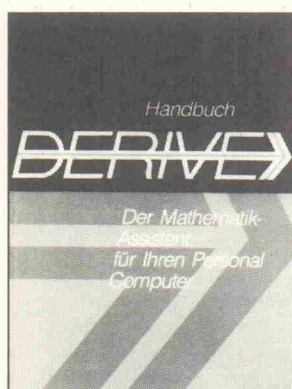 Handbuch
DERIVE
Der Mathematik-
Assistent
für Ihren Personal
Computer